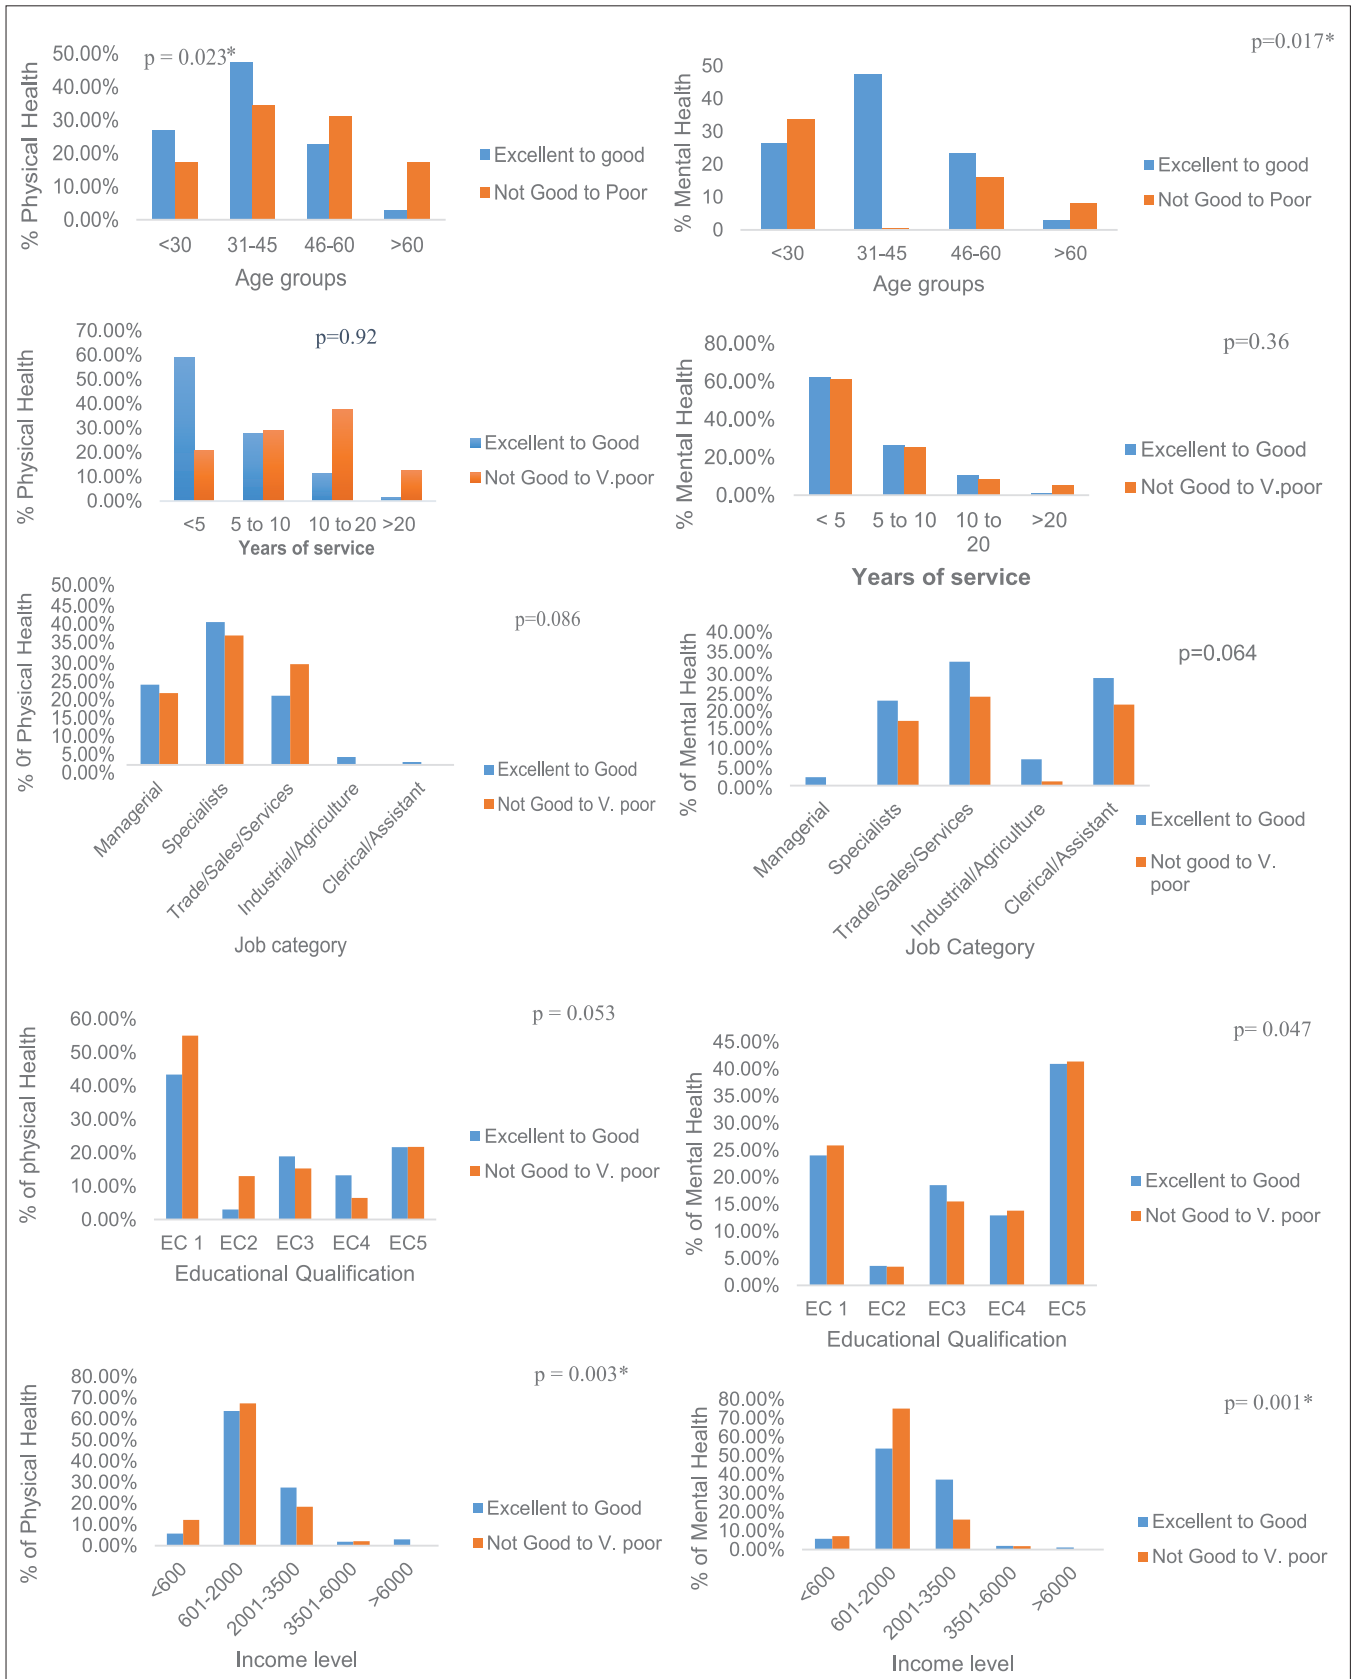 p = 0.023*
% Physical Health
50.00%
40.00%
30.00%
20.00%
10.00%
0.00%
<30
31-45
46-60
>60
Age groups
Excellent to good
Not Good to Poor
p=0.017*
% Mental Health
50
40
30
20
10
0
<30
31-45
46-60
>60
Age groups
Excellent to good
Not Good to Poor
p=0.92
% Physical Health
70.00%
60.00%
50.00%
40.00%
30.00%
20.00%
10.00%
0.00%
<5
5 to 10
10 to 20
>20
Years of service
Excellent to Good
Not Good to V.poor
p=0.36
% Mental Health
80.00%
60.00%
40.00%
20.00%
0.00%
< 5
5 to 10
10 to
20
>20
Years of service
Excellent to Good
Not Good to V.poor
p=0.086
% 0f Physical Health
50.00%
45.00%
40.00%
35.00%
30.00%
25.00%
20.00%
15.00%
10.00%
5.00%
0.00%
Managerial
Specialists
Trade/Sales/Services
Industrial/Agriculture
Clerical/Assistant
Job category
Excellent to Good
Not Good to V. poor
p=0.064
% of Mental Health
40.00%
35.00%
30.00%
25.00%
20.00%
15.00%
10.00%
5.00%
0.00%
Managerial
Specialists
Trade/Sales/Services
Industrial/Agriculture
Clerical/Assistant
Job Category
Excellent to Good
Not good to V.
poor
p = 0.053
% of physical Health
60.00%
50.00%
40.00%
30.00%
20.00%
10.00%
0.00%
EC 1
EC2
EC3
EC4
EC5
Educational Qualification
Excellent to Good
Not Good to V. poor
p= 0.047
% of Mental Health
45.00%
40.00%
35.00%
30.00%
25.00%
20.00%
15.00%
10.00%
5.00%
0.00%
EC 1
EC2
EC3
EC4
EC5
Educational Qualification
Excellent to Good
Not Good to V. poor
p = 0.003*
% of Physical Health
80.00%
70.00%
60.00%
50.00%
40.00%
30.00%
20.00%
10.00%
0.00%
<600
601-2000
2001-3500
3501-6000
>6000
Income level
Excellent to Good
Not Good to V. poor
p= 0.001*
% of Mental Health
80.00%
70.00%
60.00%
50.00%
40.00%
30.00%
20.00%
10.00%
0.00%
<600
601-2000
2001-3500
3501-6000
>6000
Income level
Excellent to Good
Not Good to V. poor